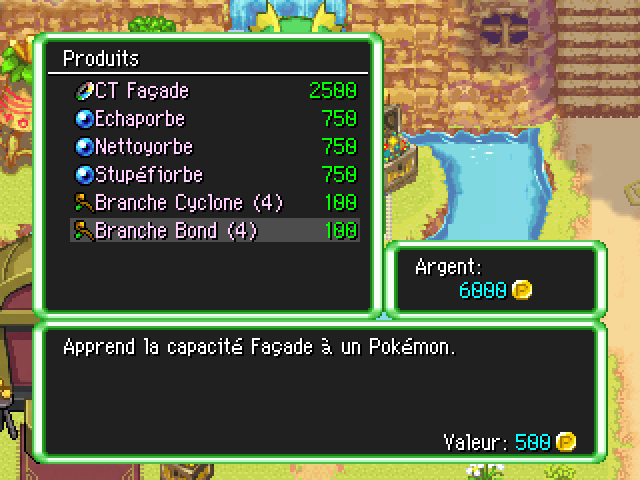 Produits
CT Façade 2500
Echaporbe 750
Nettoyorbe 750
Stupéfiorbe 750
Branche Cyclone (4) 100
Branche Bond (4) 100
Argent:
6000
Apprend la capacité Façade à un Pokémon.
Valeur: 500